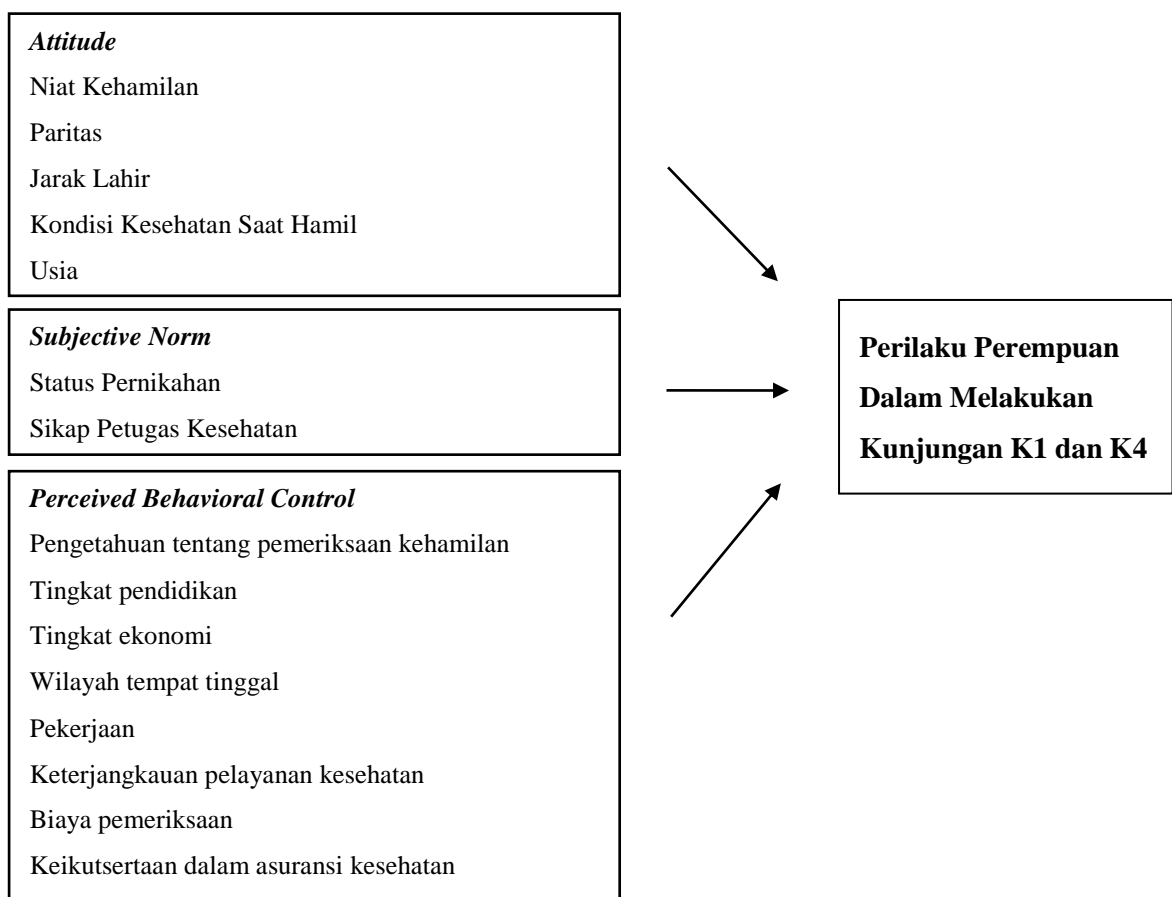 Attitude
Niat Kehamilan
Paritas
Jarak Lahir
Kondisi Kesehatan Saat Hamil
Usia
Subjective Norm
Status Pernikahan
Sikap Petugas Kesehatan
Perceived Behavioral Control
Pengetahuan tentang pemeriksaan kehamilan
Tingkat pendidikan
Tingkat ekonomi
Wilayah tempat tinggal
Pekerjaan
Keterjangkauan pelayanan kesehatan
Biaya pemeriksaan
Keikutsertaan dalam asuransi kesehatan
Perilaku Perempuan
Dalam Melakukan
Kunjungan K1 dan K4